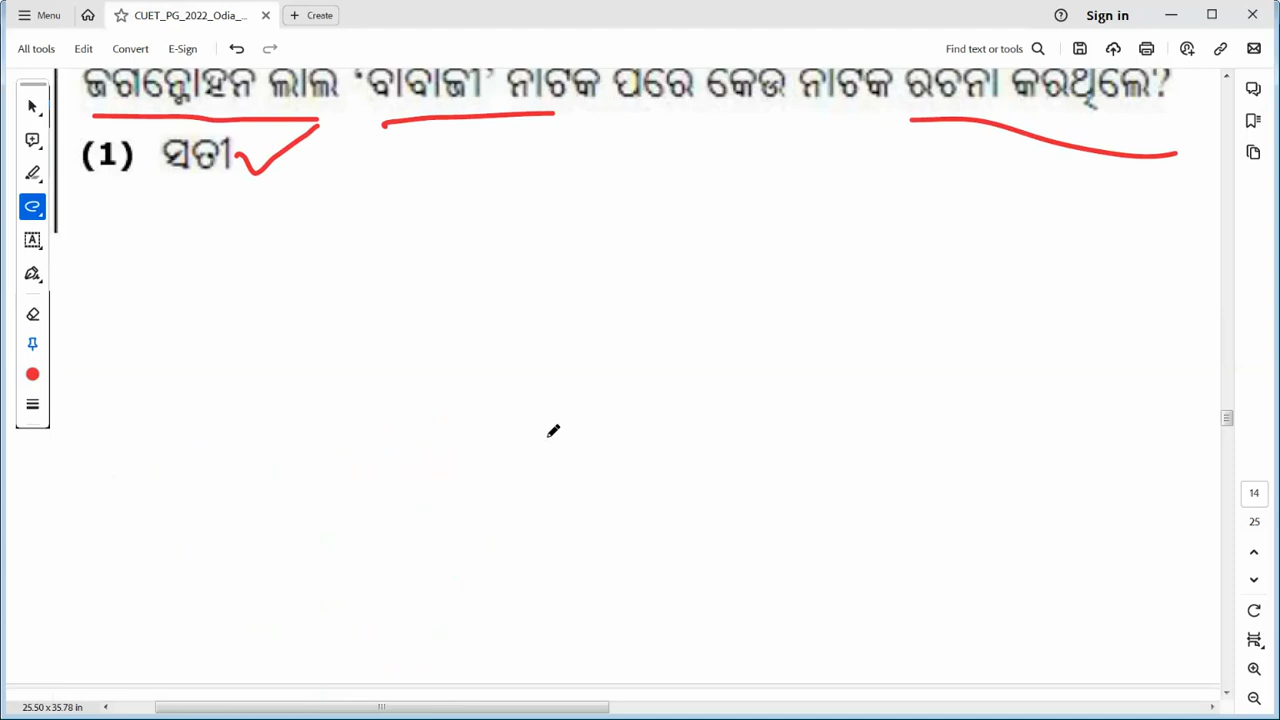 Menu
CUET_PG_2022_Odia_...
Create
Sign in
All tools
Edit
Convert
E-Sign
Find text or tools
ଜଗନ୍ମୋହନ ଲାଲ 'ବାବାଜୀ' ନାଟକ ପରେ କେଉ ନାଟକ ରଚନା କରଥିଲେ?
(1) ସତୀ
14
25
25.50 x 35.78 in